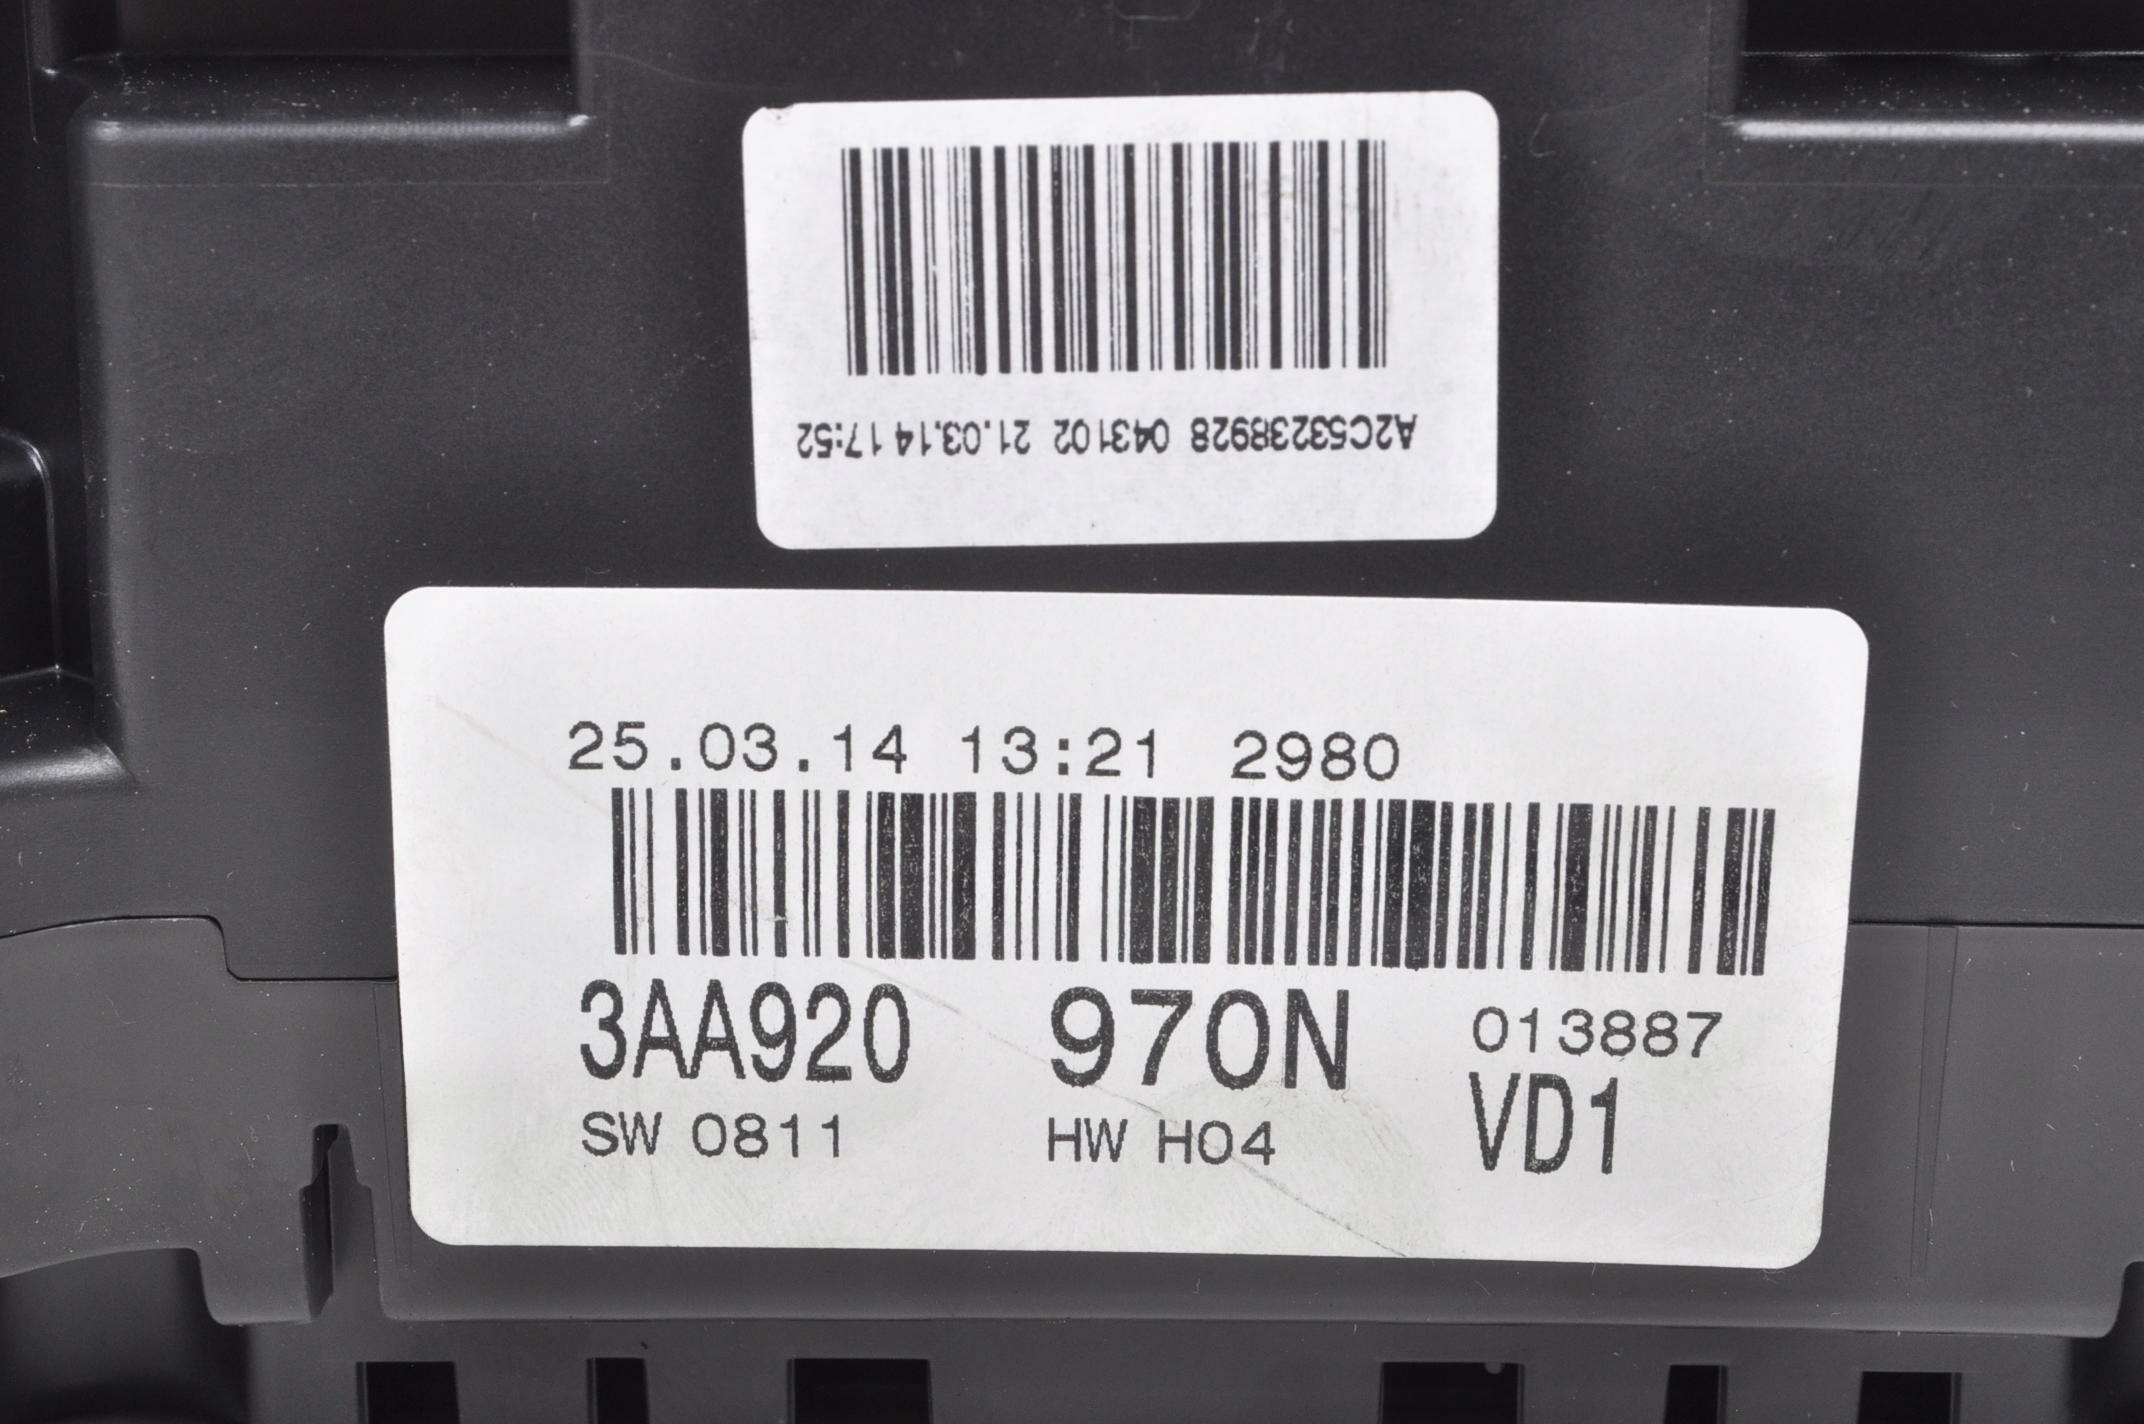 A2C53238928 043102 21.03.14 17:52
25.03.14 13:21 2980
3AA920 970N 013887
SW 0811 HW H04 VD1